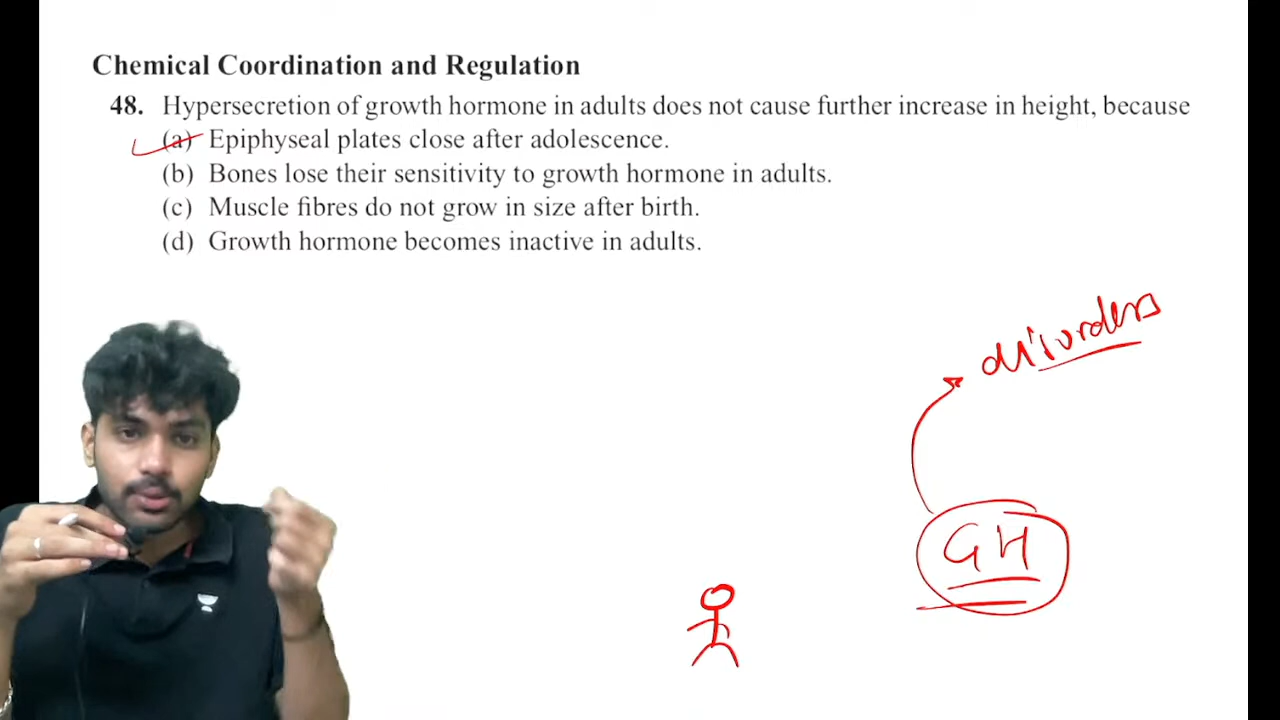 Chemical Coordination and Regulation
48. Hypersecretion of growth hormone in adults does not cause further increase in height, because
(a) Epiphyseal plates close after adolescence.
(b) Bones lose their sensitivity to growth hormone in adults.
(c) Muscle fibres do not grow in size after birth.
(d) Growth hormone becomes inactive in adults.
disorders
GH